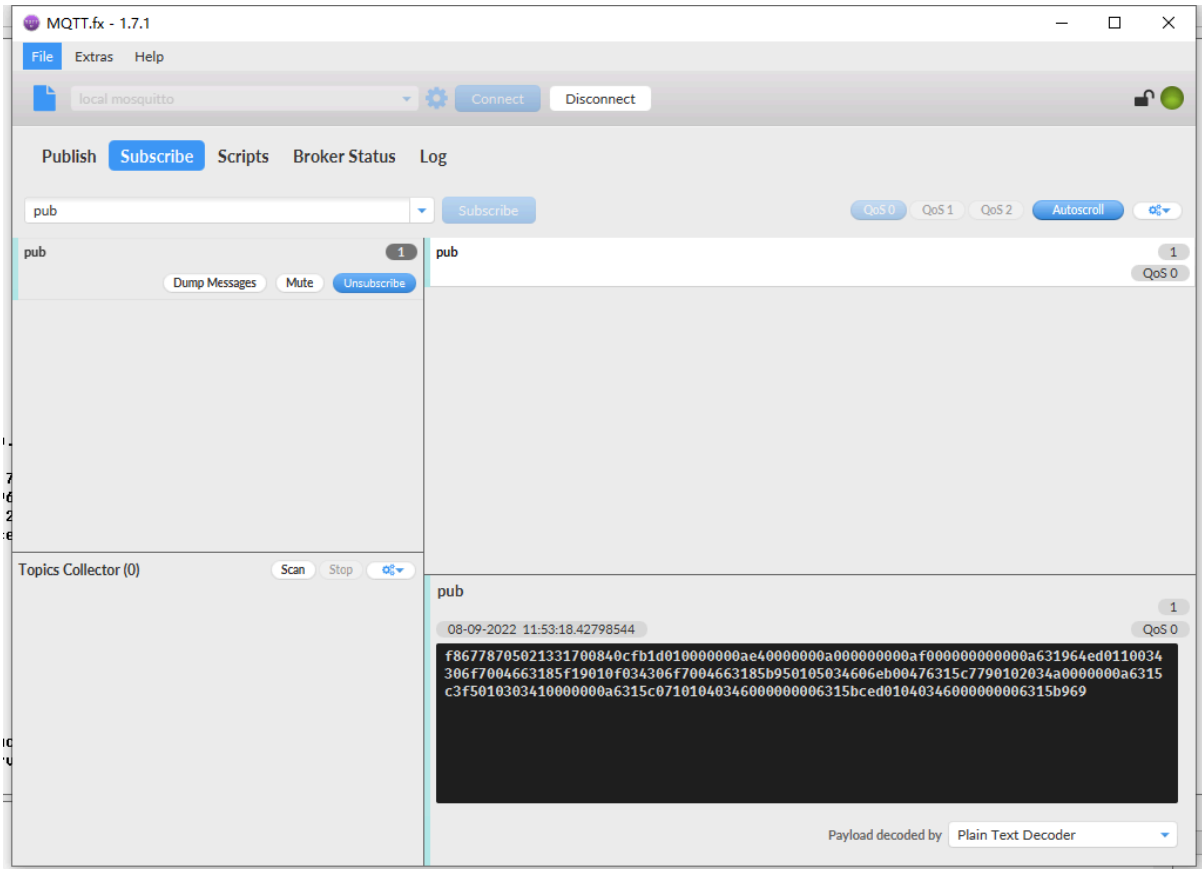 MQTT.fx - 1.7.1
File Extras Help
local mosquitto Connect Disconnect
Publish Subscribe Scripts Broker Status Log
pub Subscribe QoS 0 QoS 1 QoS 2 Autoscroll
pub 1
Dump Messages Mute Unsubscribe
pub 1
QoS 0
Topics Collector (0) Scan Stop
pub
1
08-09-2022 11:53:18.42798544 QoS 0
f86778705021331700840cfb1d010000000ae40000000a000000000af000000000000a631964ed0110034
306f7004663185f19010f034306f7004663185b950105034606eb00476315c7790102034a0000000a6315
c3f5010303410000000a6315c07101040346000000006315bced01040346000000006315b969
Payload decoded by Plain Text Decoder